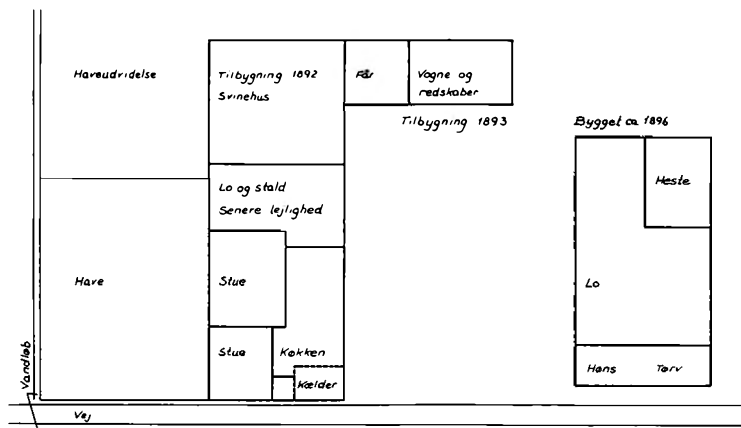 Haveudvidelse
Tilbygning 1892
Svinehus
Får
Vogne og
redskaber
Tilbygning 1893
Bygget ca 1896
Heste
Lo og stald
Senere lejlighed
Have
Stue
Lo
Stue
Køkken
Kælder
Høns
Tørv
Vandløb
Vej